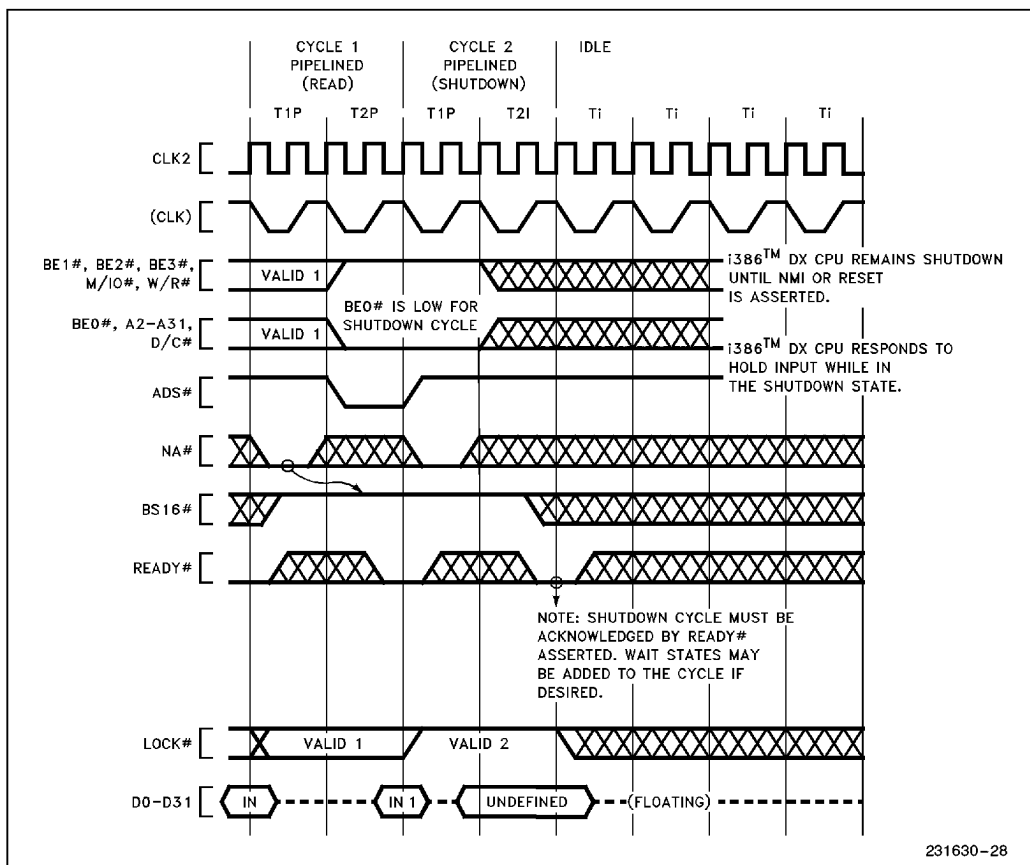 CYCLE 1
PIPELINED
(READ)
CYCLE 2
PIPELINED
(SHUTDOWN)
IDLE
T1P
T2P
T1P
T2I
Ti
Ti
Ti
Ti
CLK2
(CLK)
BE1#, BE2#, BE3#,
M/IO#, W/R#
VALID 1
i386™ DX CPU REMAINS SHUTDOWN
UNTIL NMI OR RESET
IS ASSERTED.
BE0#, A2-A31,
D/C#
VALID 1
BE0# IS LOW FOR
SHUTDOWN CYCLE
i386™ DX CPU RESPONDS TO
HOLD INPUT WHILE IN
THE SHUTDOWN STATE.
ADS#
NA#
BS16#
READY#
NOTE: SHUTDOWN CYCLE MUST BE
ACKNOWLEDGED BY READY#
ASSERTED. WAIT STATES MAY
BE ADDED TO THE CYCLE IF
DESIRED.
LOCK#
VALID 1
VALID 2
D0-D31
IN
IN 1
UNDEFINED
(FLOATING)
231630-28